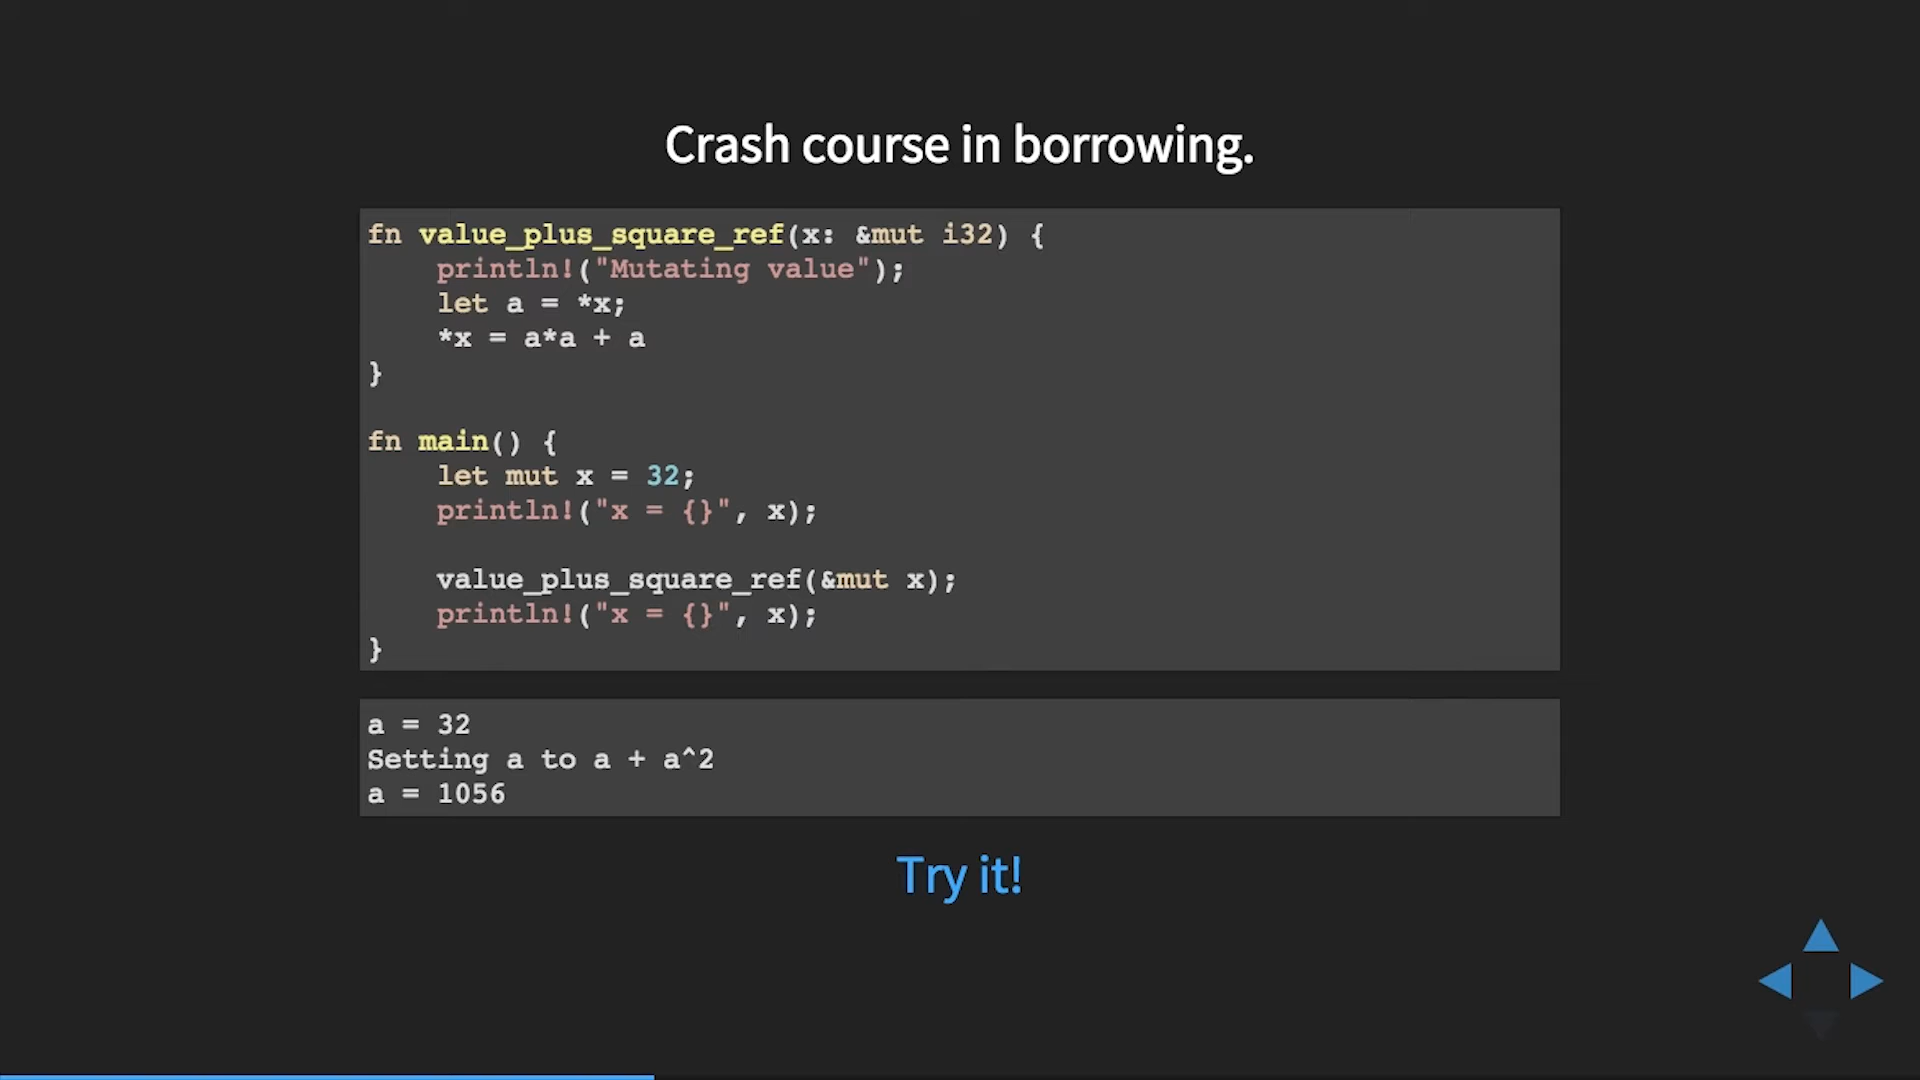 Crash course in borrowing.
fn value_plus_square_ref(x: &mut i32) {
    println!("Mutating value");
    let a = *x;
    *x = a*a + a
}
fn main() {
    let mut x = 32;
    println!("x = {}", x);
    value_plus_square_ref(&mut x);
    println!("x = {}", x);
}
a = 32
Setting a to a + a^2
a = 1056
Try it!